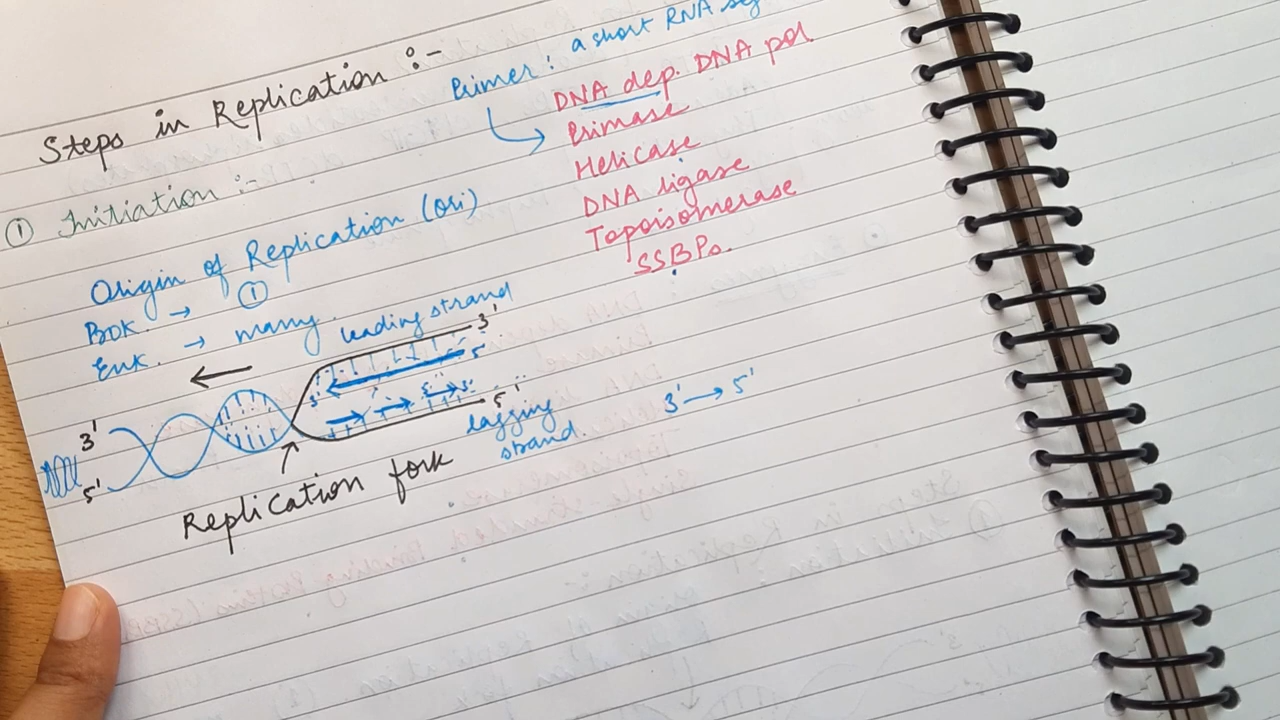 Steps in Replication :-
Primer : a short RNA seg
DNA dep. DNA pol.
Primase
Helicase
DNA ligase
Topoisomerase
SSBPs.
① Initiation :-
Origin of Replication (ori)
Prok. → ①
Euk. → many
leading strand
3'
5'
3'
5'
3'
5'
lagging
strand.
3' → 5'
Replication fork